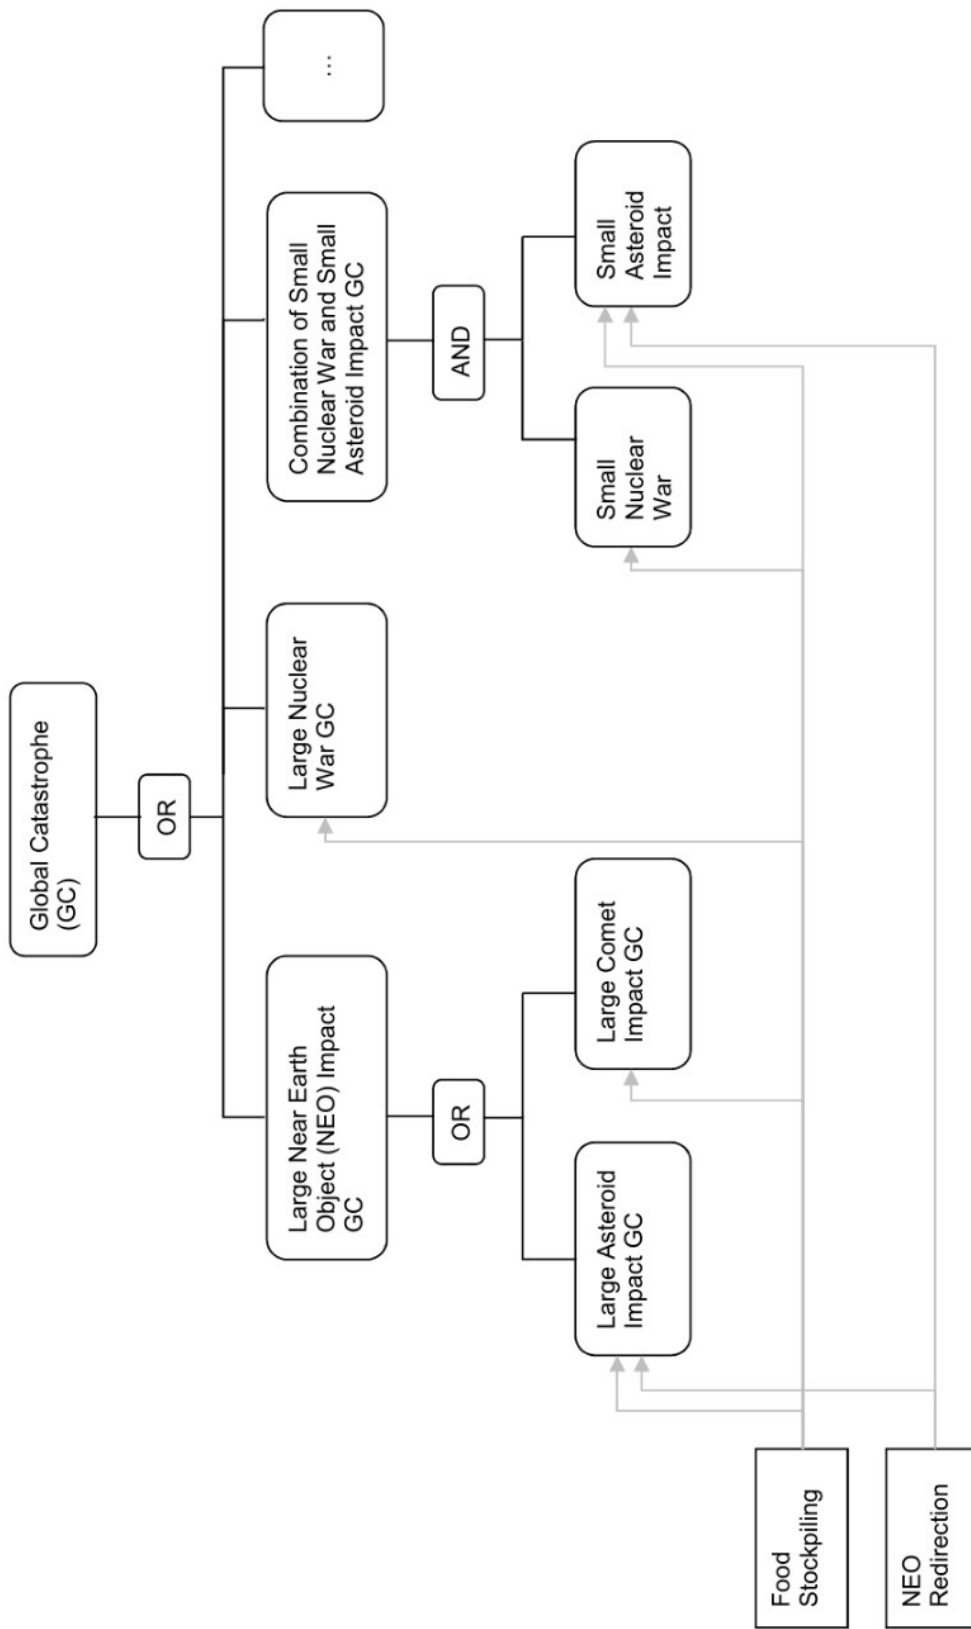 Global Catastrophe
(GC)
OR
Large Near Earth
Object (NEO) Impact
GC
Large Nuclear
War GC
Combination of Small
Nuclear War and Small
Asteroid Impact GC
...
OR
AND
Large Asteroid
Impact GC
Large Comet
Impact GC
Small
Nuclear
War
Small
Asteroid
Impact
Food
Stockpiling
NEO
Redirection